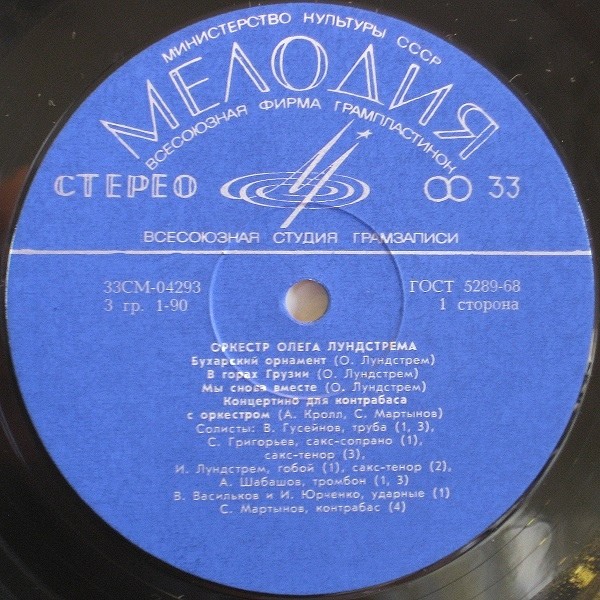 МИНИСТЕРСТВО КУЛЬТУРЫ СССР
МЕЛОДИЯ
ВСЕСОЮЗНАЯ ФИРМА ГРАМПЛАСТИНОК
СТЕРЕО 33
ВСЕСОЮЗНАЯ СТУДИЯ ГРАМЗАПИСИ
33СМ-04293 ГОСТ 5289-68
3 гр. 1-90 1 сторона
ОРКЕСТР ОЛЕГА ЛУНДСТРЕМА
Бухарский орнамент (О. Лундстрем)
В горах Грузии (О. Лундстрем)
Мы снова вместе (О. Лундстрем)
Концертино для контрабаса
с оркестром (А. Кролл, С. Мартынов)
Солисты: В. Гусейнов, труба (1, 3),
С. Григорьев, сакс-сопрано (1),
сакс-тенор (3),
И. Лундстрем, гобой (1), сакс-тенор (2),
А. Шабашов, тромбон (1, 3)
В. Васильков и И. Юрченко, ударные (1)
С. Мартынов, контрабас (4)